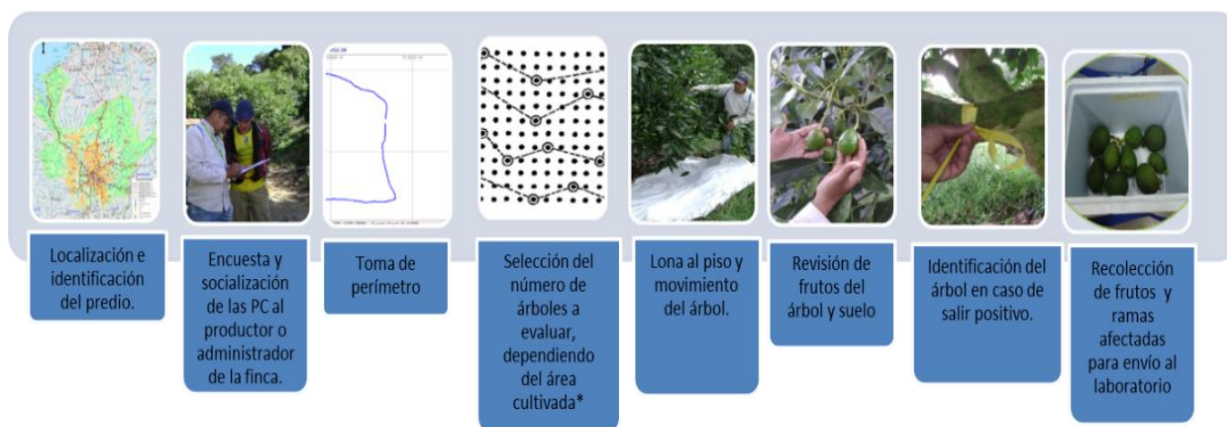 Localización e
identificación
del predio.
Encuesta y
socialización
de las PC al
productor o
administrador
de la finca.
Toma de
perímetro
Selección del
número de
árboles a
evaluar,
dependiendo
del área
cultivada*
Lona al piso y
movimiento
del árbol.
Revisión de
frutos del
árbol y suelo
Identificación del
árbol en caso de
salir positivo.
Recolección
de frutos y
ramas
afectadas
para envío al
laboratorio